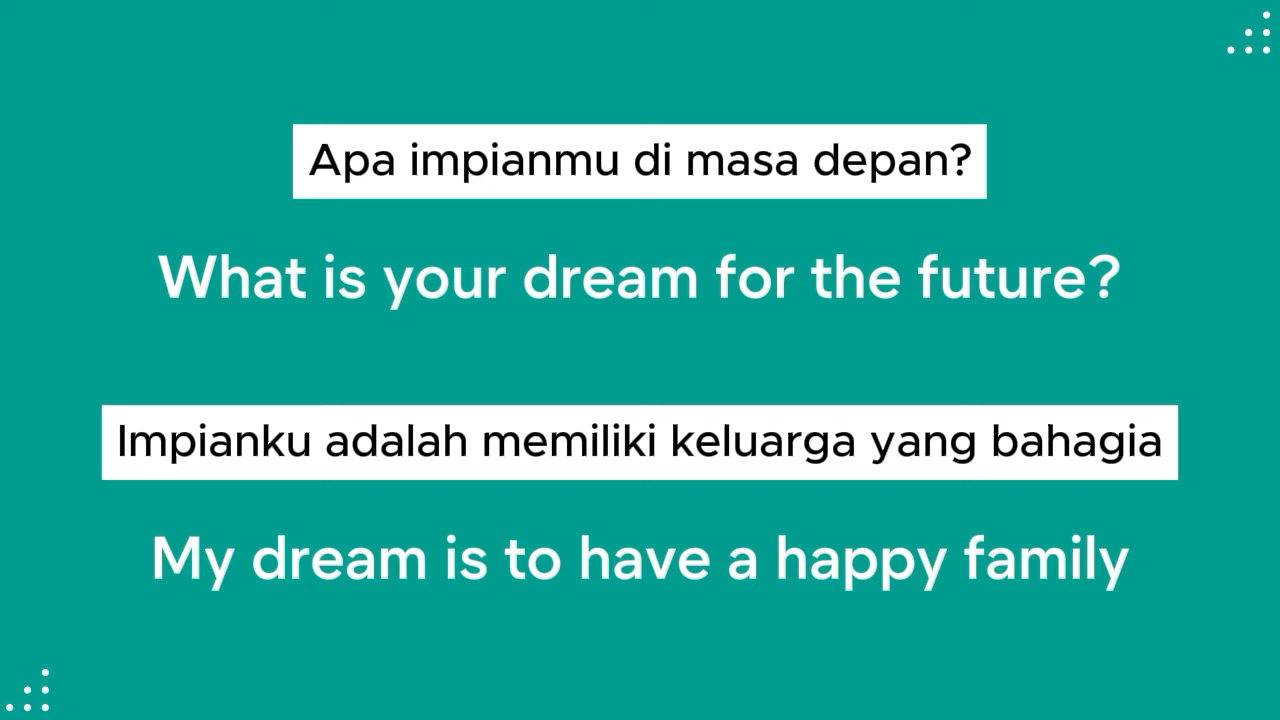 Apa impianmu di masa depan?
What is your dream for the future?
Impianku adalah memiliki keluarga yang bahagia
My dream is to have a happy family